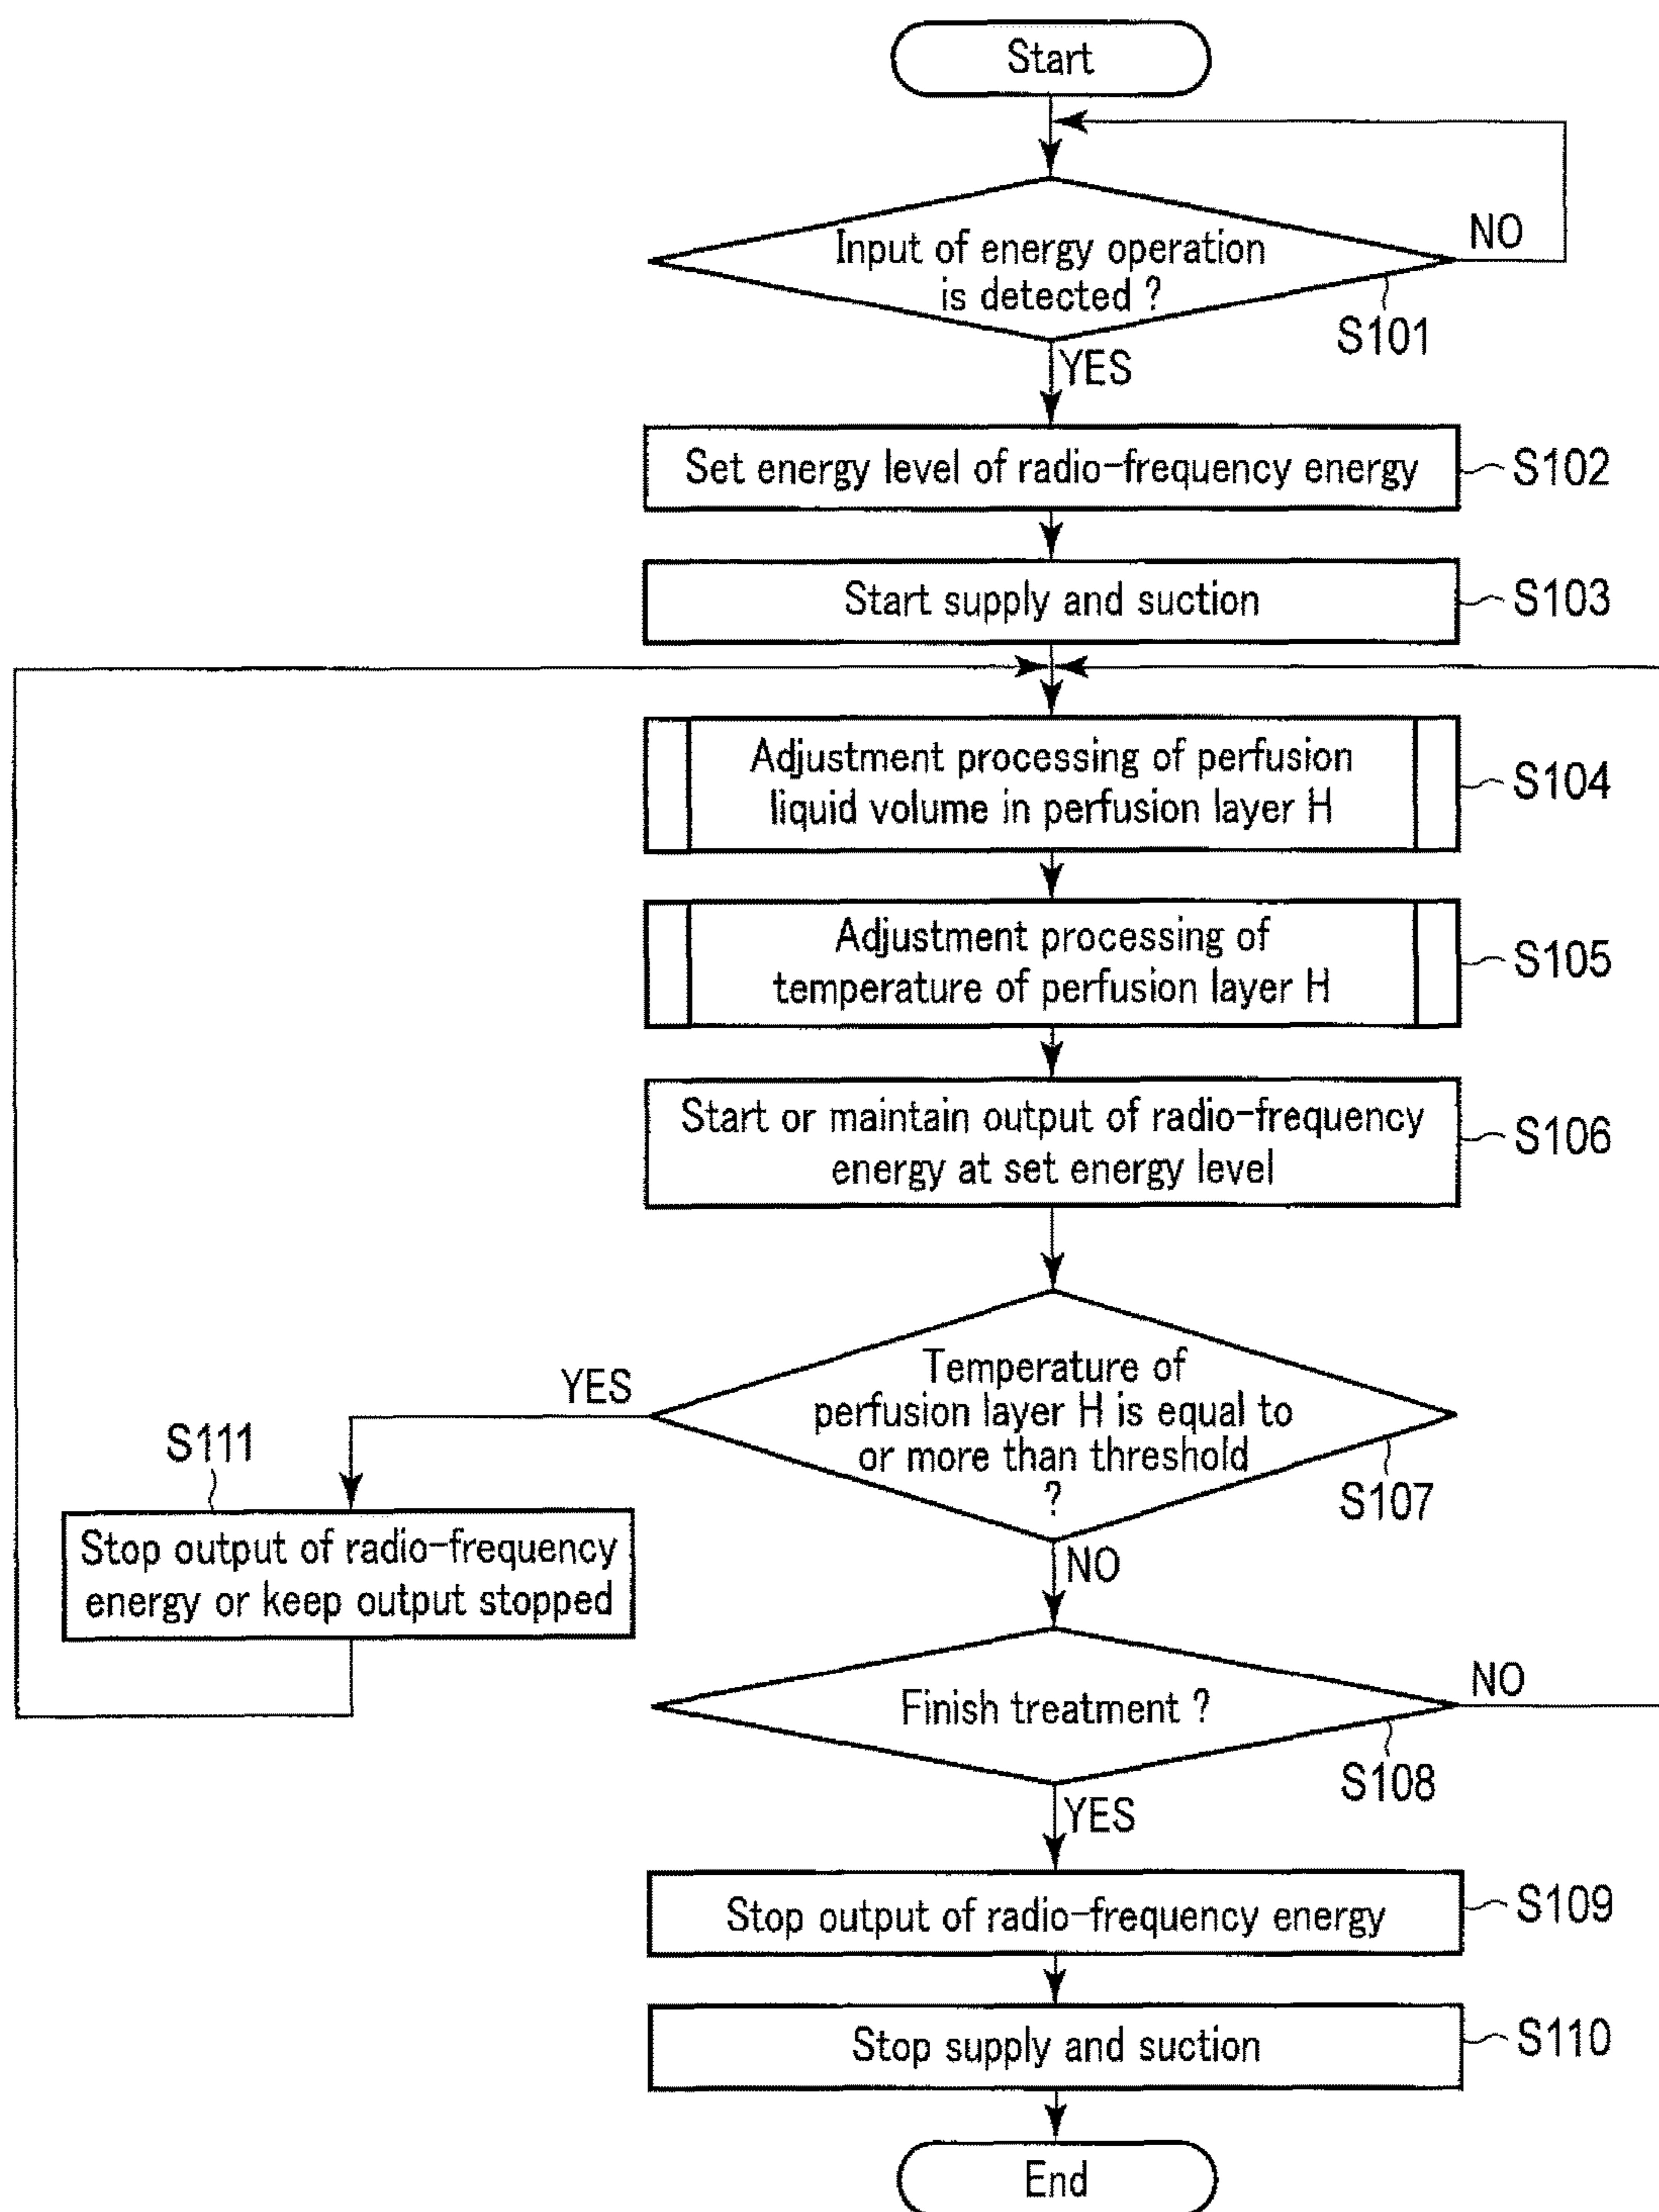 Start
Input of energy operation
is detected ?
NO
S101
YES
Set energy level of radio-frequency energy
S102
Start supply and suction
S103
Adjustment processing of perfusion
liquid volume in perfusion layer H
S104
Adjustment processing of
temperature of perfusion layer H
S105
Start or maintain output of radio-frequency
energy at set energy level
S106
Temperature of
perfusion layer H is equal to
or more than threshold
?
YES
S107
S111
Stop output of radio-frequency
energy or keep output stopped
NO
Finish treatment ?
NO
S108
YES
Stop output of radio-frequency energy
S109
Stop supply and suction
S110
End